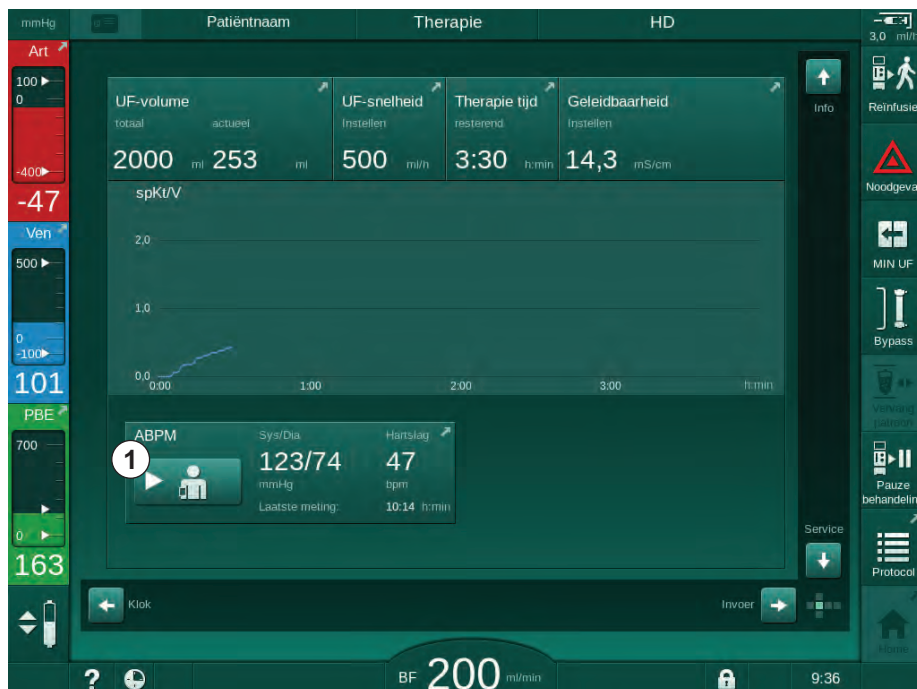 mmHg
Patiëntnaam
Therapie
HD
3,0 ml/h
Art
100
0
-400
-47
Ven
500
0
-100
101
PBE
700
0
163
UF-volume
totaal actueel
2000 ml 253 ml
UF-snelheid
Instellen
500 ml/h
Therapie tijd
resterend
3:30 h:min
Geleidbaarheid
Instellen
14,3 mS/cm
spKt/V
2,0
1,0
0,0
0:00 1:00 2:00 3:00 h:min
ABPM
1
Sys/Dia
123/74
mmHg
Hartslag
47
bpm
Laatste meting: 10:14 h:min
Info
Service
Klok
Invoer
Reïnfusie
Noodgeval
MIN UF
Bypass
Vervang
patroon
Pauze
behandeling
Protocol
Home
? BF 200 ml/min 9:36